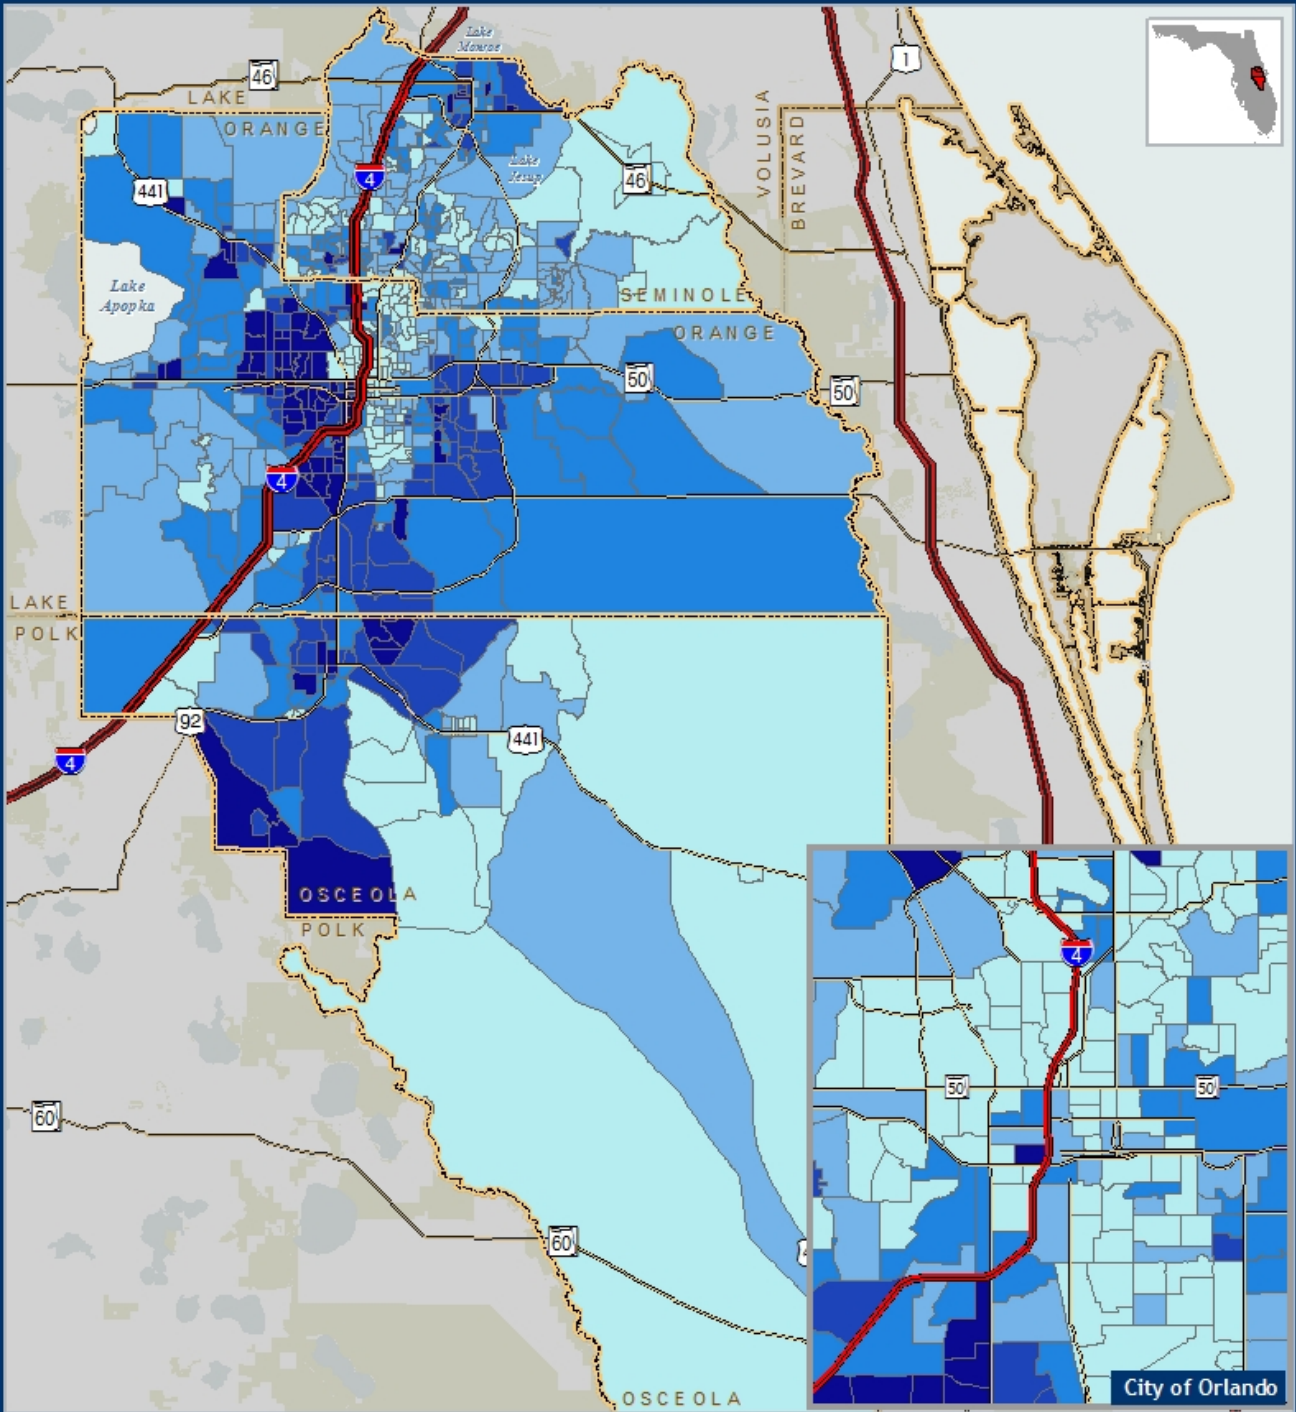 Lake
Monroe
1
46
LAKE
ORANGE
VOLUSIA
BREVARD
4
Lake
Jesup
46
441
Lake
Apopka
SEMINOLE
ORANGE
50
50
4
LAKE
POLK
92
441
4
OSCEOLA
POLK
60
60
OSCEOLA
4
50
50
City of Orlando